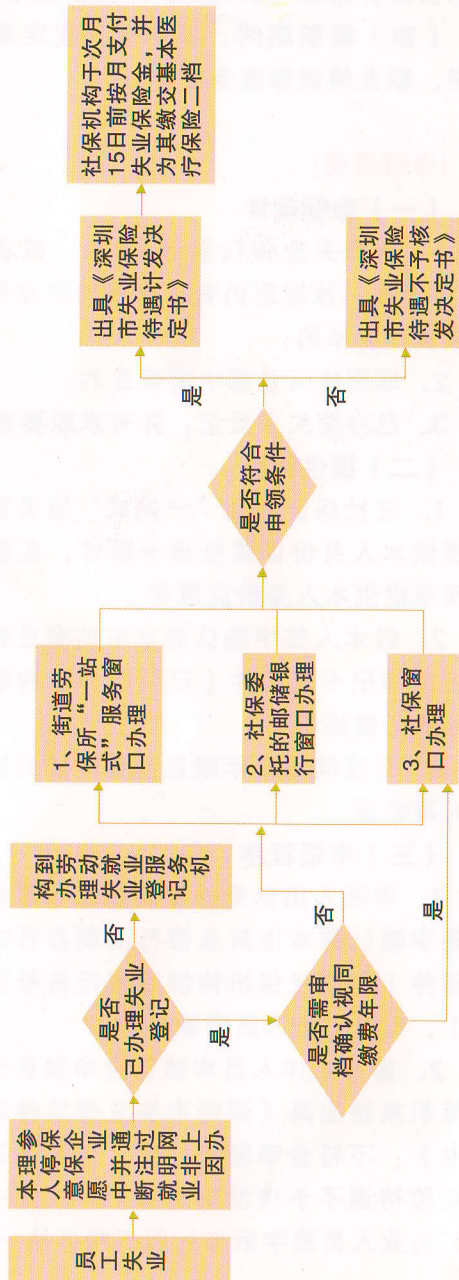 员工
失业
参保企业通过网上办
理停保，并注明非因
本人意愿中断就业
是否
已办理失业
登记
否
到劳动就业服务机
构办理失业登记
是
是否需审
档确认视同
缴费年限
否
是
1、街道劳
保所“一站
式”服务窗
口办理
2、社保委
托的邮储银
行窗口办理
3、社保窗
口办理
是否符合
申领条件
是
否
出具《深圳
市失业保险
待遇计发决
定书》
出具《深圳
市失业保险
待遇不予核
发决定书》
社保机构于次月
15日前按月支付
失业保险金，并
为其缴交基本医
疗保险二档